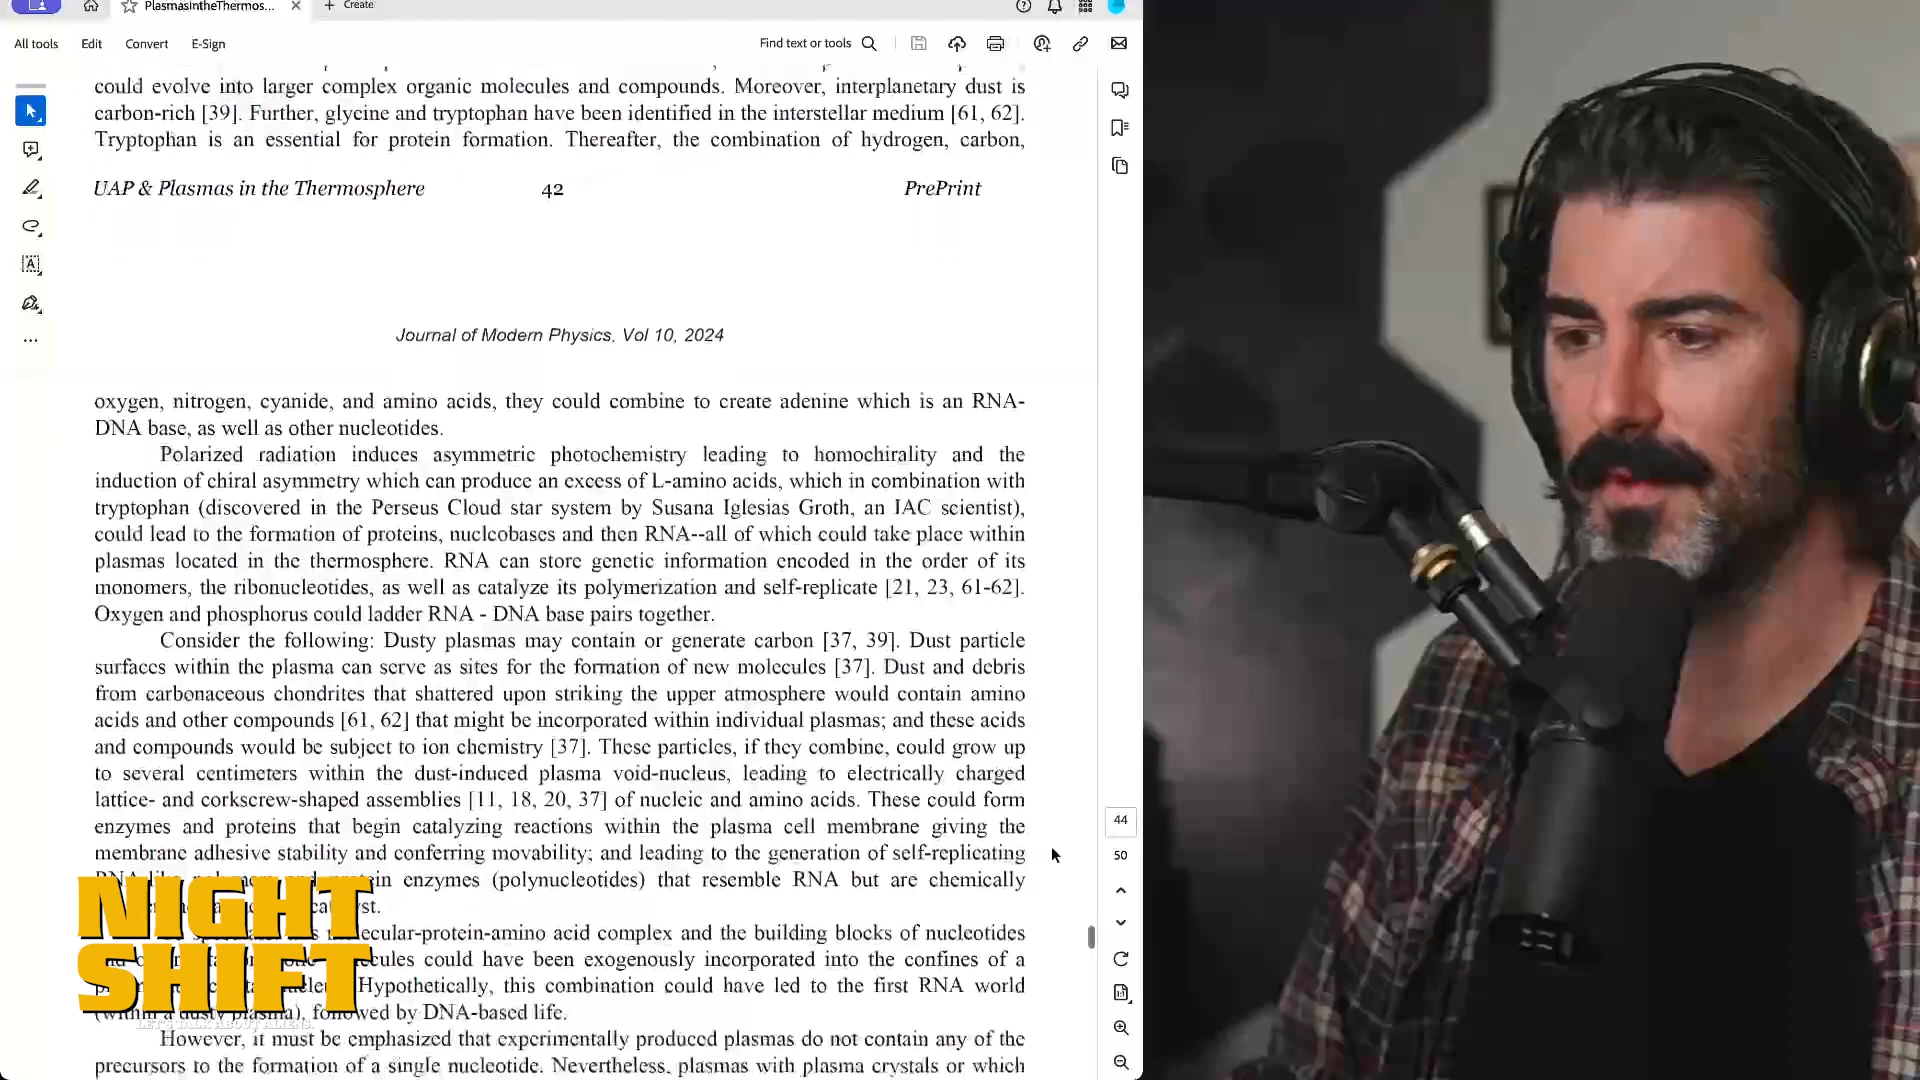 PlasmasintheThermos...
Create
All tools Edit Convert E-Sign
Find text or tools
could evolve into larger complex organic molecules and compounds. Moreover, interplanetary dust is
carbon-rich [39]. Further, glycine and tryptophan have been identified in the interstellar medium [61, 62].
Tryptophan is an essential for protein formation. Thereafter, the combination of hydrogen, carbon,
UAP & Plasmas in the Thermosphere 42 PrePrint
Journal of Modern Physics, Vol 10, 2024
oxygen, nitrogen, cyanide, and amino acids, they could combine to create adenine which is an RNA-
DNA base, as well as other nucleotides.
Polarized radiation induces asymmetric photochemistry leading to homochirality and the
induction of chiral asymmetry which can produce an excess of L-amino acids, which in combination with
tryptophan (discovered in the Perseus Cloud star system by Susana Iglesias Groth, an IAC scientist),
could lead to the formation of proteins, nucleobases and then RNA--all of which could take place within
plasmas located in the thermosphere. RNA can store genetic information encoded in the order of its
monomers, the ribonucleotides, as well as catalyze its polymerization and self-replicate [21, 23, 61-62].
Oxygen and phosphorus could ladder RNA - DNA base pairs together.
Consider the following: Dusty plasmas may contain or generate carbon [37, 39]. Dust particle
surfaces within the plasma can serve as sites for the formation of new molecules [37]. Dust and debris
from carbonaceous chondrites that shattered upon striking the upper atmosphere would contain amino
acids and other compounds [61, 62] that might be incorporated within individual plasmas; and these acids
and compounds would be subject to ion chemistry [37]. These particles, if they combine, could grow up
to several centimeters within the dust-induced plasma void-nucleus, leading to electrically charged
lattice- and corkscrew-shaped assemblies [11, 18, 20, 37] of nucleic and amino acids. These could form
enzymes and proteins that begin catalyzing reactions within the plasma cell membrane giving the
membrane adhesive stability and conferring movability; and leading to the generation of self-replicating
enzymes (polynucleotides) that resemble RNA but are chemically
molecular-protein-amino acid complex and the building blocks of nucleotides
could have been exogenously incorporated into the confines of a
Hypothetically, this combination could have led to the first RNA world
(within a dusty plasma), followed by DNA-based life.
However, it must be emphasized that experimentally produced plasmas do not contain any of the
precursors to the formation of a single nucleotide. Nevertheless, plasmas with plasma crystals or which
44
50
NIGHT
SHIFT
LET'S TALK ABOUT ALIENS.